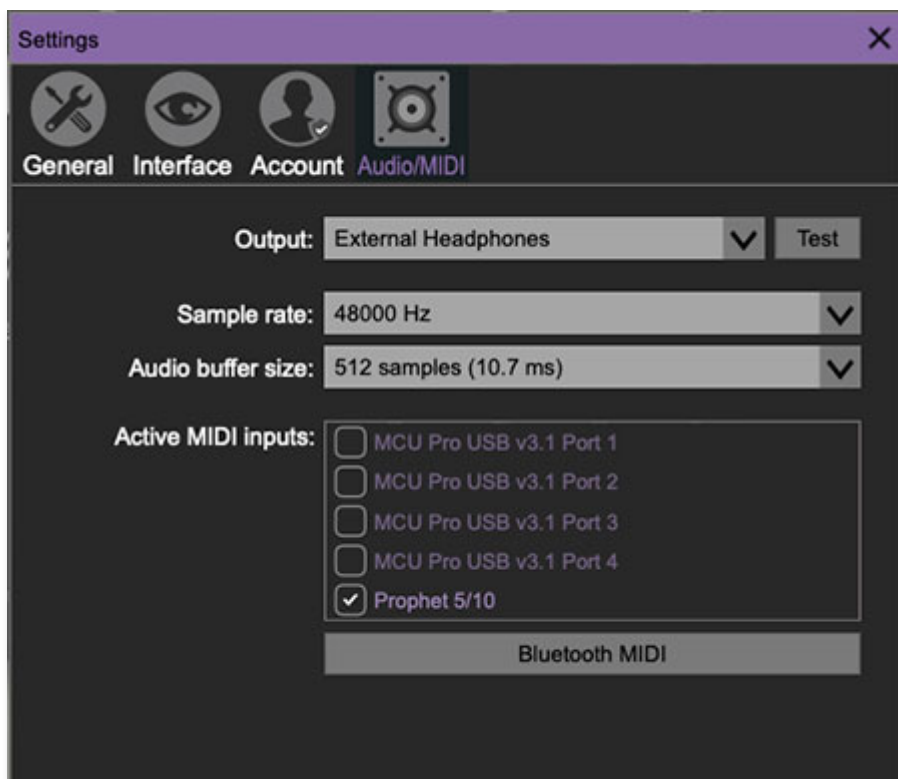 Settings
General Interface Account Audio/MIDI
Output: External Headphones Test
Sample rate: 48000 Hz
Audio buffer size: 512 samples (10.7 ms)
Active MIDI inputs: MCU Pro USB v3.1 Port 1
MCU Pro USB v3.1 Port 2
MCU Pro USB v3.1 Port 3
MCU Pro USB v3.1 Port 4
Prophet 5/10
Bluetooth MIDI